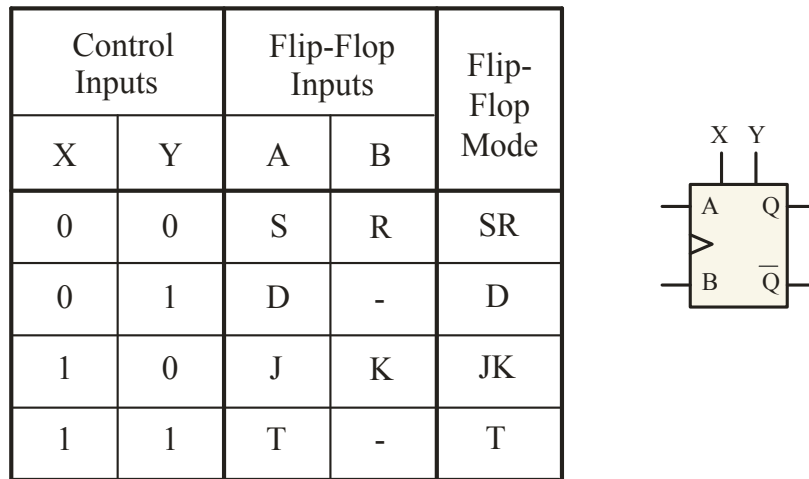 Control Inputs Flip-Flop Inputs Flip-Flop Mode
X Y A B
0 0 S R SR
0 1 D - D
1 0 J K JK
1 1 T - T
X Y
A Q
B Q̅